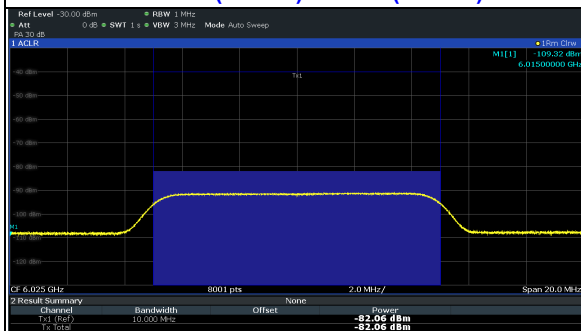 Ref Level -30.00 dBm RBW 1 MHz
Att 0 dB SWT 1 s VBW 3 MHz Mode Auto Sweep
PA 30 dB
1 ACLR 1Rm Clrw
M1[1] -109.32 dBm
6.01500000 GHz
Tx1
-40 dBm
-50 dBm
-60 dBm
-70 dBm
-80 dBm
-90 dBm
-100 dBm
M1
-110 dBm
-120 dBm
CF 6.025 GHz 8001 pts 2.0 MHz/ Span 20.0 MHz
2 Result Summary None
Channel Bandwidth Offset Power
Tx1 (Ref) 10.000 MHz -82.06 dBm
Tx Total -82.06 dBm